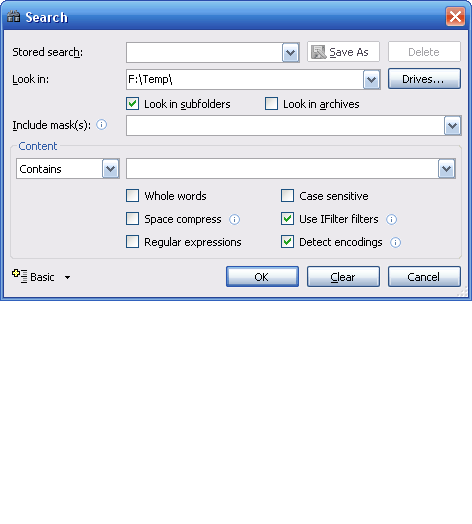 Search
Stored search: Save As Delete
Look in: F:\Temp\ Drives...
Look in subfolders Look in archives
Include mask(s):
Content
Contains
Whole words Case sensitive
Space compress Use IFilter filters
Regular expressions Detect encodings
Basic OK Clear Cancel